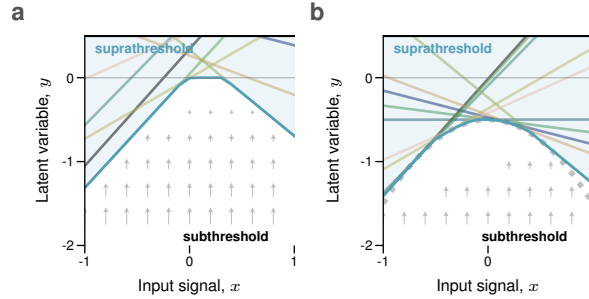 a
suprathreshold
0
-1
-2
Latent variable, y
subthreshold
-1
0
1
Input signal, x
b
suprathreshold
0
-1
-2
Latent variable, y
subthreshold
-1
0
Input signal, x